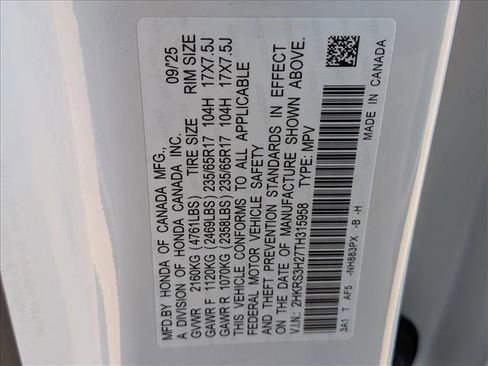 MFD.BY HONDA OF CANADA MFG., 09/25
A DIVISION OF HONDA CANADA INC.
TIRE SIZE RIM SIZE
GVWR 2160KG (4761LBS)
GAWR F 1120KG (2469LBS) 235/65R17 104H 17X7.5J
GAWR R 1070KG (2358LBS) 235/65R17 104H 17X7.5J
THIS VEHICLE CONFORMS TO ALL APPLICABLE
FEDERAL MOTOR VEHICLE SAFETY
AND THEFT PREVENTION STANDARDS IN EFFECT
ON THE DATE OF MANUFACTURE SHOWN ABOVE.
V.I.N.: 2HKRS3H27TH315958 TYPE: MPV
3A1 T AF5 -NH883PX -B -H MADE IN CANADA